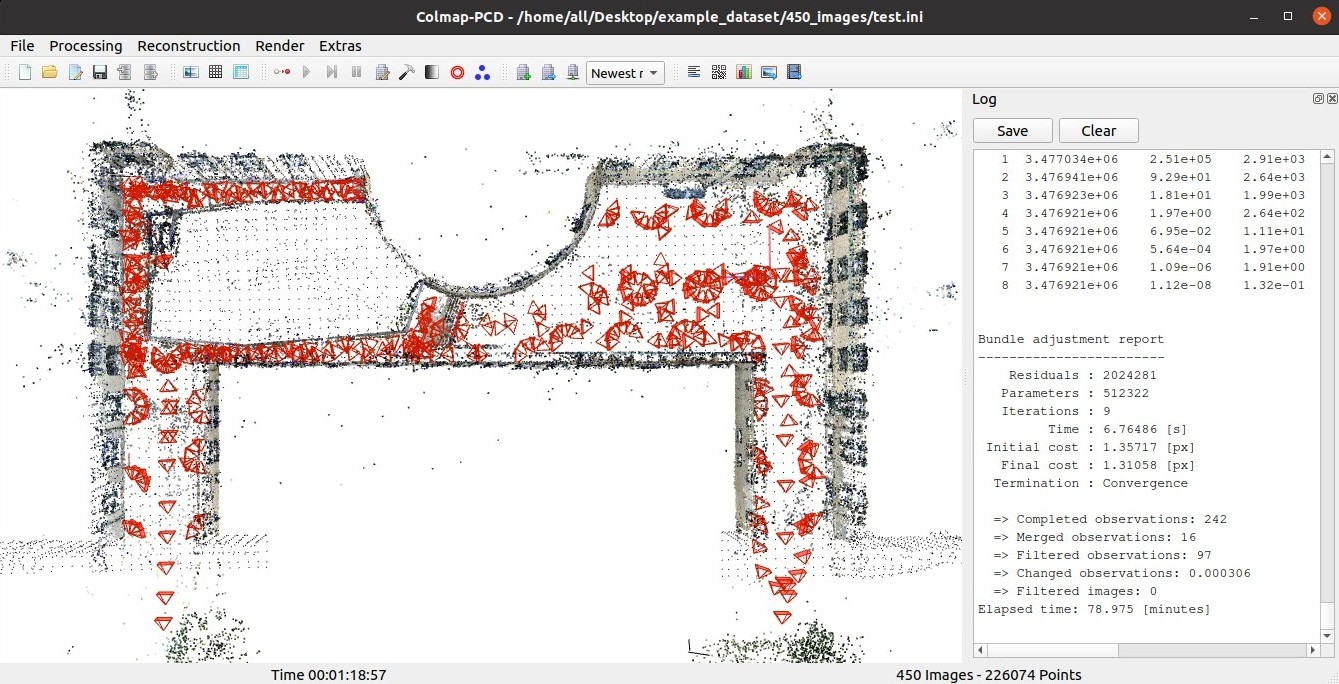 Colmap-PCD - /home/all/Desktop/example_dataset/450_images/test.ini
File Processing Reconstruction Render Extras
Newest r
Log
Save Clear
1 3.477034e+06 2.51e+05 2.91e+03
2 3.476941e+06 9.29e+01 2.64e+03
3 3.476923e+06 1.81e+01 1.99e+03
4 3.476921e+06 1.97e+00 2.64e+02
5 3.476921e+06 6.95e-02 1.11e+01
6 3.476921e+06 5.64e-04 1.97e+00
7 3.476921e+06 1.09e-06 1.91e+00
8 3.476921e+06 1.12e-08 1.32e-01
Bundle adjustment report
------------------------
Residuals : 2024281
Parameters : 512322
Iterations : 9
Time : 6.76486 [s]
Initial cost : 1.35717 [px]
Final cost : 1.31058 [px]
Termination : Convergence
=> Completed observations: 242
=> Merged observations: 16
=> Filtered observations: 97
=> Changed observations: 0.000306
=> Filtered images: 0
Elapsed time: 78.975 [minutes]
Time 00:01:18:57
450 Images - 226074 Points